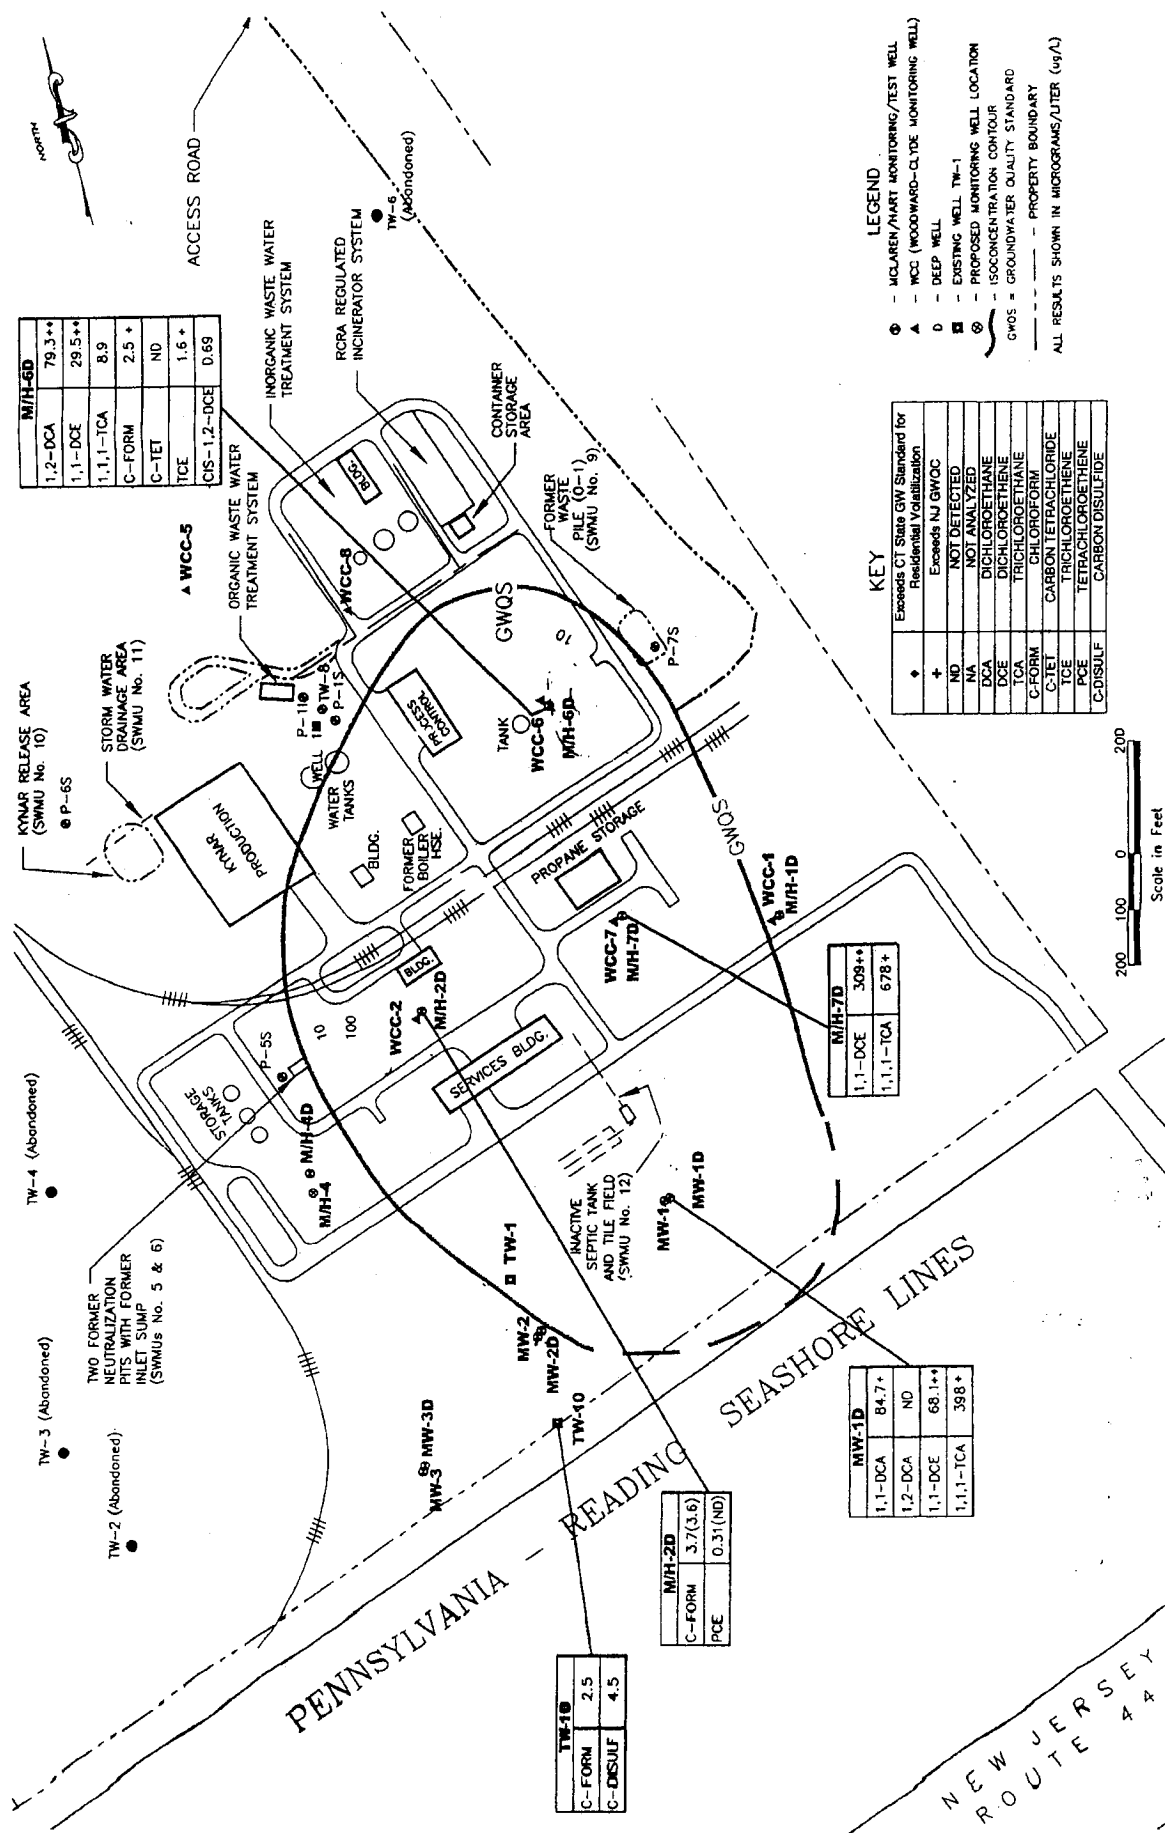 NORTH
ACCESS ROAD
TW-6
(Abandoned)
M/H-6D
1,2-DCA 79.3++
1,1-DCE 29.5++
1,1,1-TCA 8.9
C-FORM 2.5 +
C-TET ND
TCE 1.6 +
CIS-1,2-DCE 0.69
INORGANIC WASTE WATER
TREATMENT SYSTEM
RCRA REGULATED
INCINERATOR SYSTEM
CONTAINER
STORAGE
AREA
ORGANIC WASTE WATER
TREATMENT SYSTEM
WCC-5
WCC-8
BLDG.
FORMER
WASTE
PILE (O-1)
(SWMU No. 9)
P-7S
GWQS
10
KYNAR RELEASE AREA
(SWMU No. 10)
P-6S
STORM WATER
DRAINAGE AREA
(SWMU No. 11)
KYNAR
PRODUCTION
P-11
TW-8
P-1S
WELL
WATER
TANKS
PROCESS
CONTROL
TANK
WCC-6
M/H-6D
BLDG.
FORMER
BOILER
HSE.
PROPANE STORAGE
GWQS
WCC-1
M/H-1D
WCC-7
M/H-7D
BLDG.
WCC-2
M/H-2D
SERVICES BLDG.
10
100
P-5S
STORAGE
TANKS
M/H-4D
M/H-4
TW-4 (Abandoned)
TW-3 (Abandoned)
TW-2 (Abandoned)
TWO FORMER
NEUTRALIZATION
PITS WITH FORMER
INLET SUMP
(SWMUs No. 5 & 6)
INACTIVE
SEPTIC TANK
AND TILE FIELD
(SWMU No. 12)
MW-1
MW-1D
TW-1
MW-2
MW-2D
TW-10
MW-3D
MW-3
M/H-7D
1,1-DCE 309++
1,1,1-TCA 678+
MW-1D
1,1-DCA 84.7+
1,2-DCA ND
1,1-DCE 68.1++
1,1,1-TCA 398+
M/H-2D
C-FORM 3.7(3.6)
PCE 0.31(ND)
TW-10
C-FORM 2.5
C-DISULF 4.5
PENNSYLVANIA - READING SEASHORE LINES
NEW JERSEY
ROUTE 44
LEGEND
- MCLAREN/HART MONITORING/TEST WELL
- WCC (WOODWARD-CLYDE MONITORING WELL)
D - DEEP WELL
- EXISTING WELL TW-1
- PROPOSED MONITORING WELL LOCATION
- ISOCONCENTRATION CONTOUR
GWQS = GROUNDWATER QUALITY STANDARD
- PROPERTY BOUNDARY
ALL RESULTS SHOWN IN MICROGRAMS/LITER (ug/L)
KEY
Exceeds CT State GW Standard for
Residential Volatilization
+ Exceeds NJ GWQC
ND NOT DETECTED
NA NOT ANALYZED
DCA DICHLOROETHANE
DCE DICHLOROETHENE
TCA TRICHLOROETHANE
C-FORM CHLOROFORM
C-TET CARBON TETRACHLORIDE
TCE TRICHLOROETHENE
PCE TETRACHLOROETHENE
C-DISULF CARBON DISULFIDE
200 100 0 200
Scale in Feet